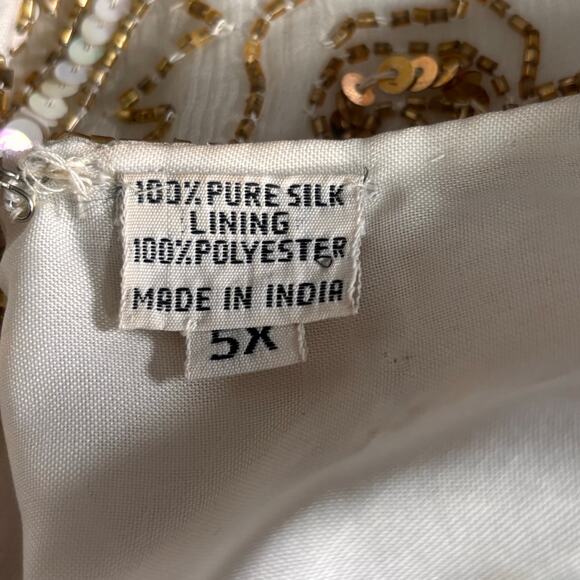 100% PURE SILK
LINING
100% POLYESTER
MADE IN INDIA
5X